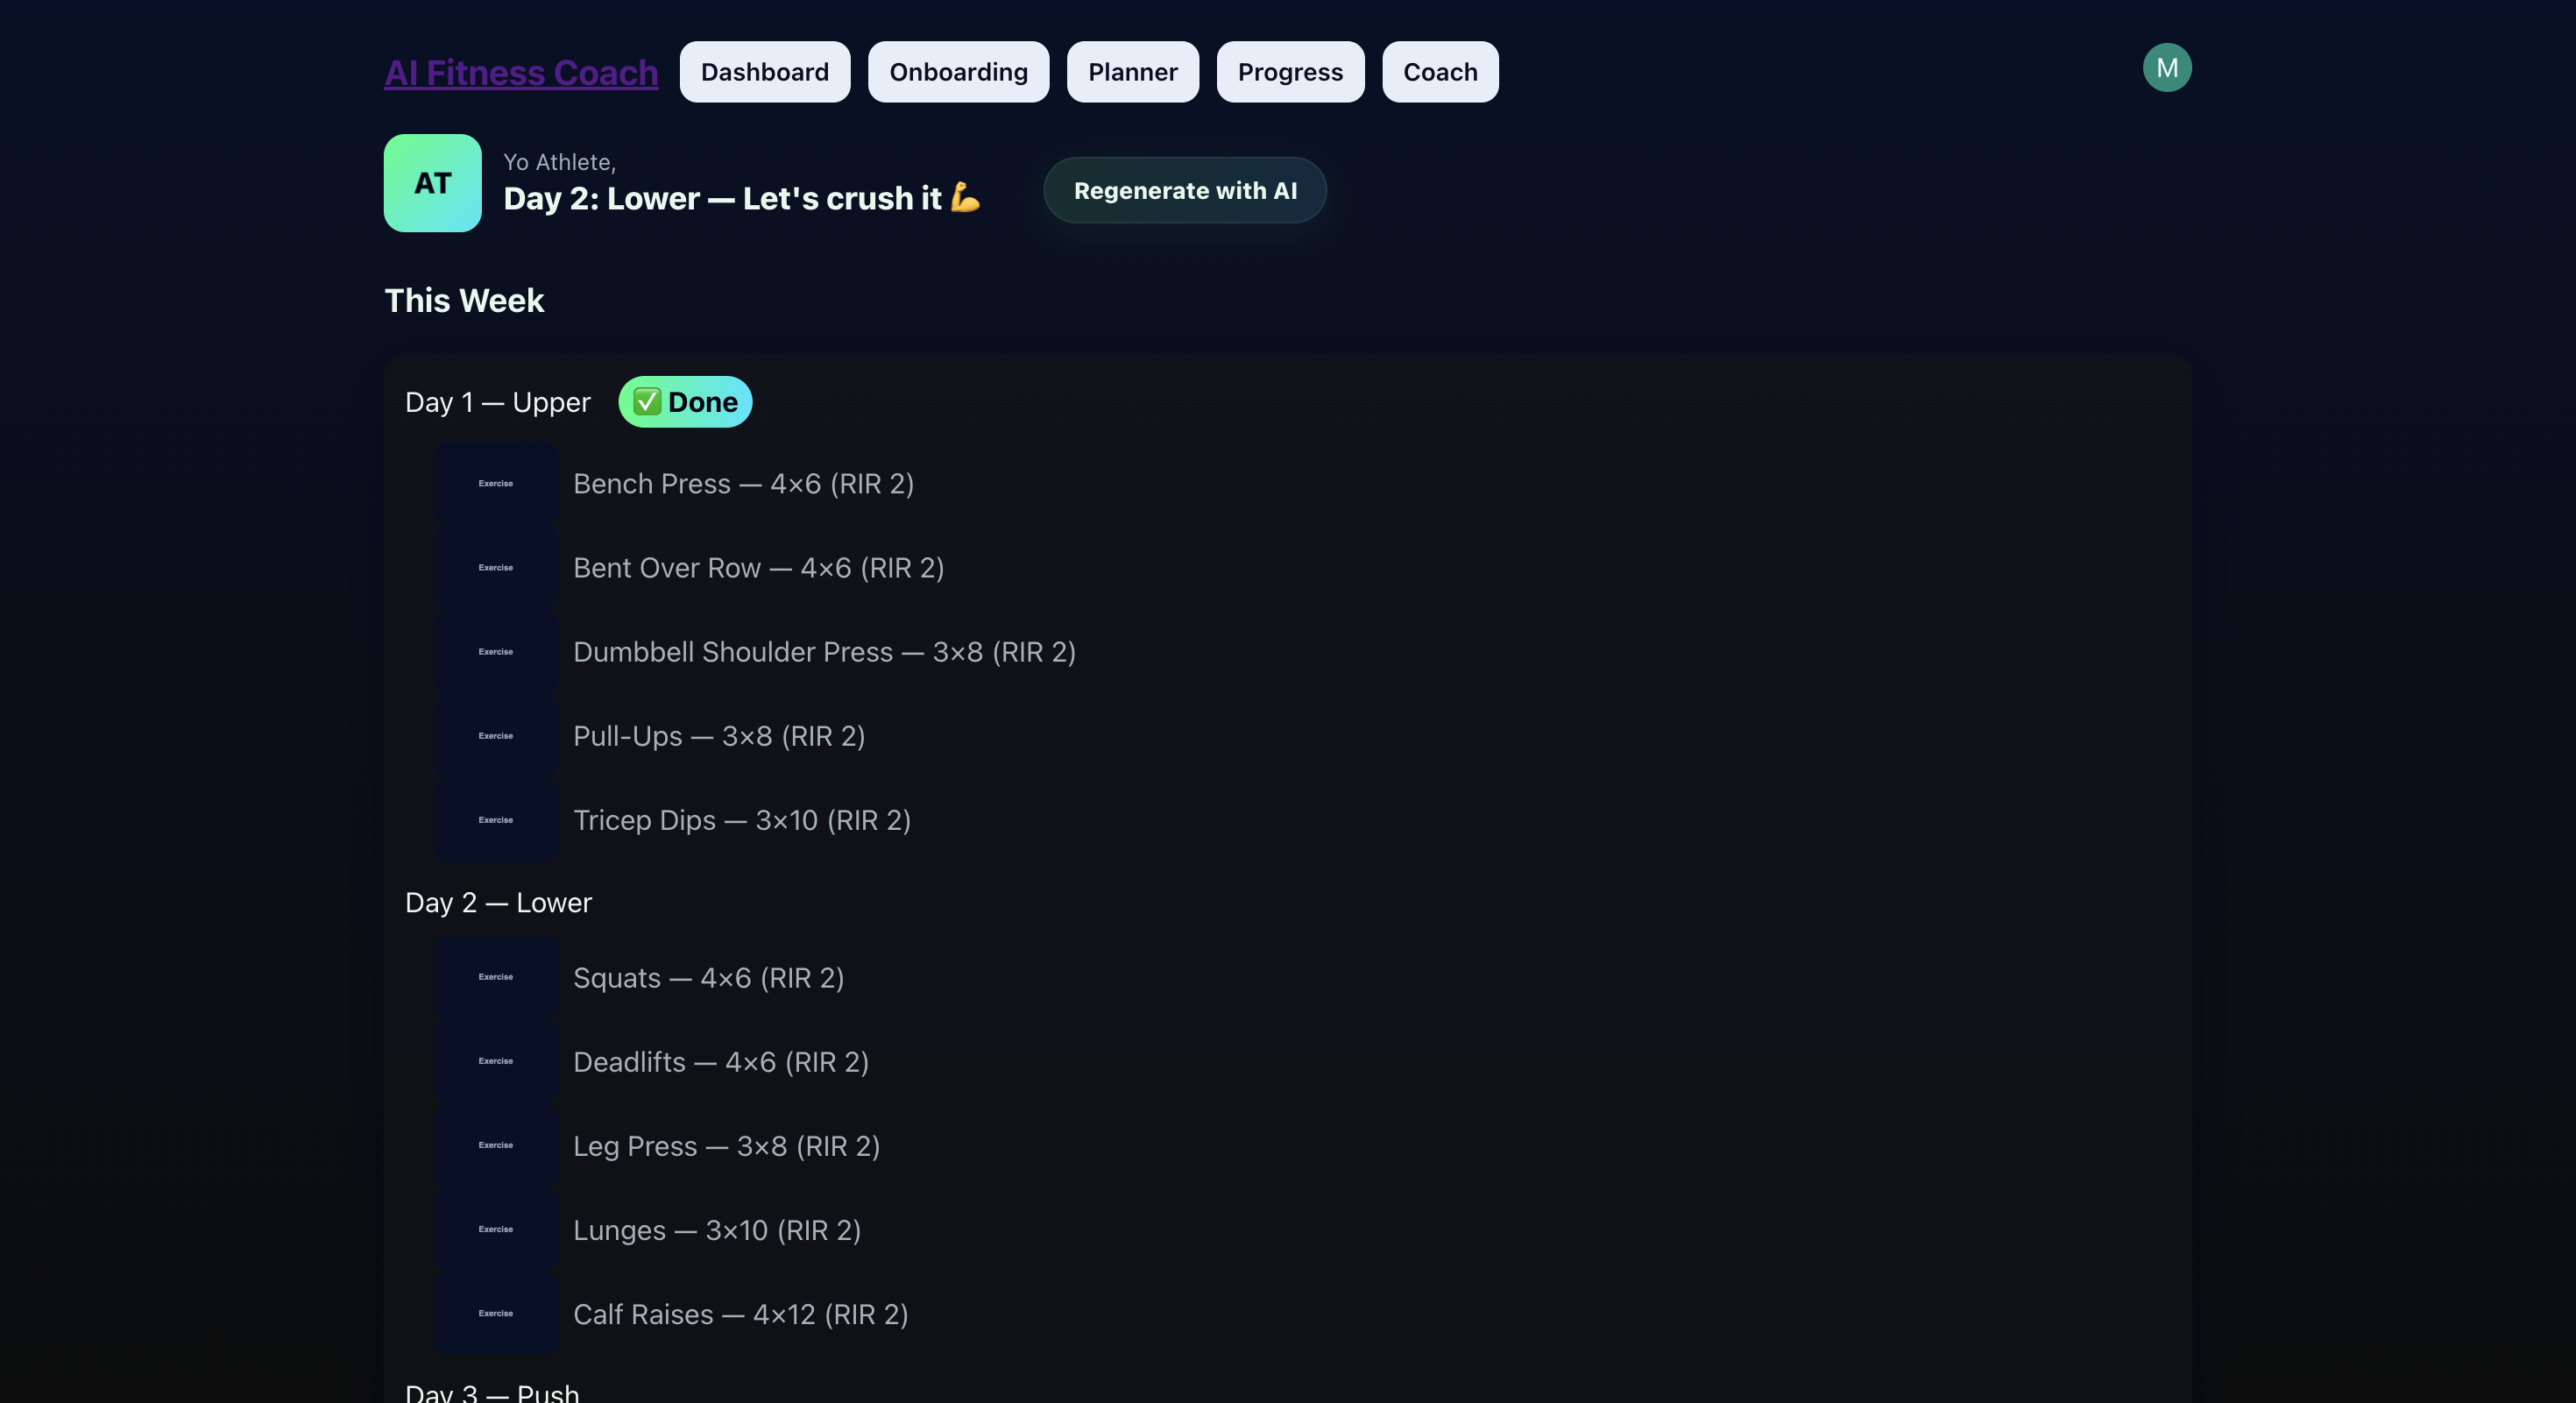 AI Fitness Coach Dashboard Onboarding Planner Progress Coach M
AT
Yo Athlete,
Day 2: Lower — Let's crush it 💪
Regenerate with AI
This Week
Day 1 — Upper ✅ Done
Exercise Bench Press — 4×6 (RIR 2)
Exercise Bent Over Row — 4×6 (RIR 2)
Exercise Dumbbell Shoulder Press — 3×8 (RIR 2)
Exercise Pull-Ups — 3×8 (RIR 2)
Exercise Tricep Dips — 3×10 (RIR 2)
Day 2 — Lower
Exercise Squats — 4×6 (RIR 2)
Exercise Deadlifts — 4×6 (RIR 2)
Exercise Leg Press — 3×8 (RIR 2)
Exercise Lunges — 3×10 (RIR 2)
Exercise Calf Raises — 4×12 (RIR 2)
Day 3 — Push